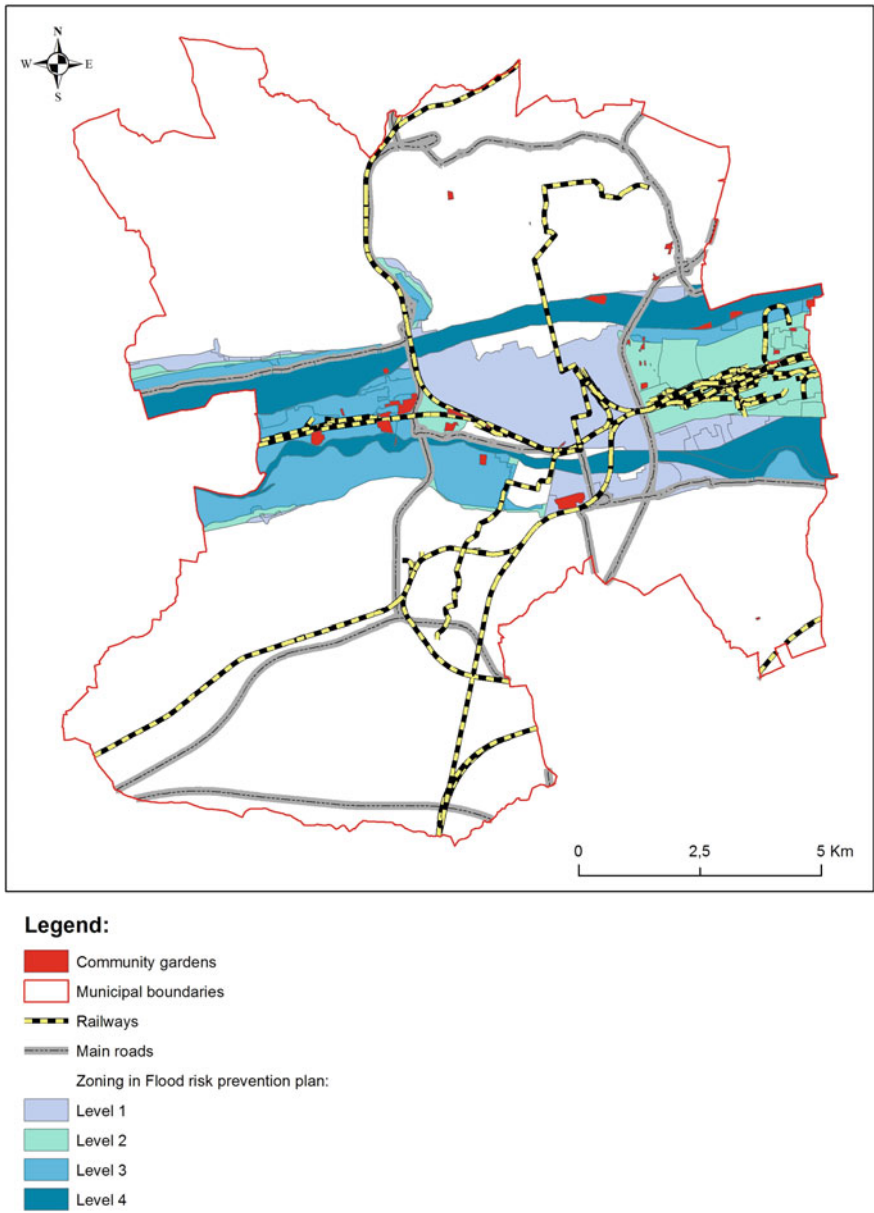 N
W E
S
0 2,5 5 Km
Legend:
Community gardens
Municipal boundaries
Railways
Main roads
Zoning in Flood risk prevention plan:
Level 1
Level 2
Level 3
Level 4